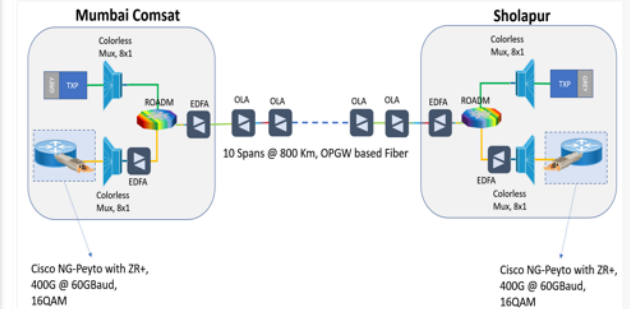 Mumbai Comsat
Sholapur
Colorless
Mux, 8x1
Colorless
Mux, 8x1
GREY
TXP
ROADM
EDFA
OLA
OLA
OLA
OLA
EDFA
ROADM
TXP
GREY
10 Spans @ 800 Km, OPGW based Fiber
EDFA
EDFA
Colorless
Mux, 8x1
Colorless
Mux, 8x1
Cisco NG-Peyto with ZR+,
400G @ 60GBaud,
16QAM
Cisco NG-Peyto with ZR+,
400G @ 60GBaud,
16QAM